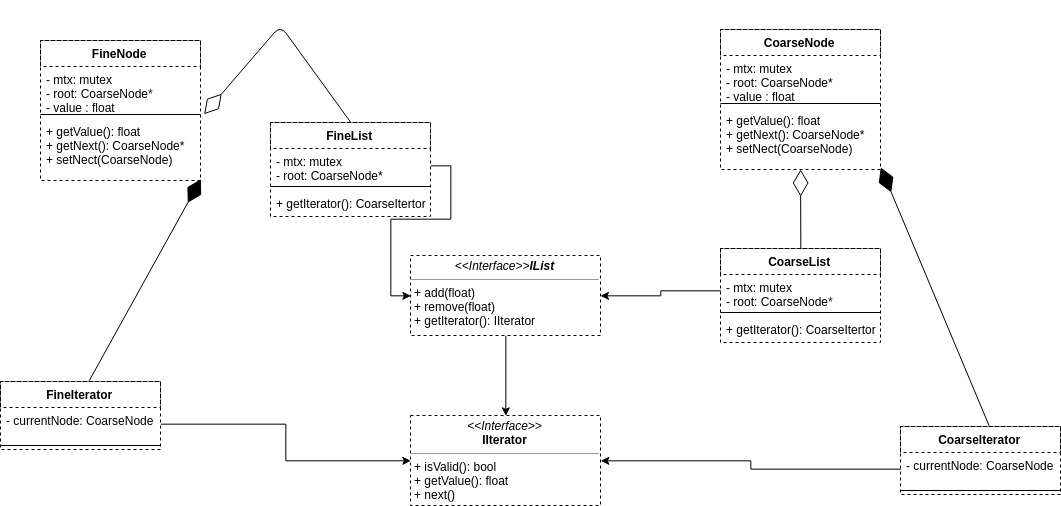 FineNode
- mtx: mutex
- root: CoarseNode*
- value : float
+ getValue(): float
+ getNext(): CoarseNode*
+ setNect(CoarseNode)
FineList
- mtx: mutex
- root: CoarseNode*
+ getIterator(): CoarseItertor
CoarseNode
- mtx: mutex
- root: CoarseNode*
- value : float
+ getValue(): float
+ getNext(): CoarseNode*
+ setNect(CoarseNode)
<<Interface>>IList
+ add(float)
+ remove(float)
+ getIterator(): IIterator
CoarseList
- mtx: mutex
- root: CoarseNode*
+ getIterator(): CoarseItertor
FineIterator
- currentNode: CoarseNode
<<Interface>>
IIterator
+ isValid(): bool
+ getValue(): float
+ next()
CoarseIterator
- currentNode: CoarseNode